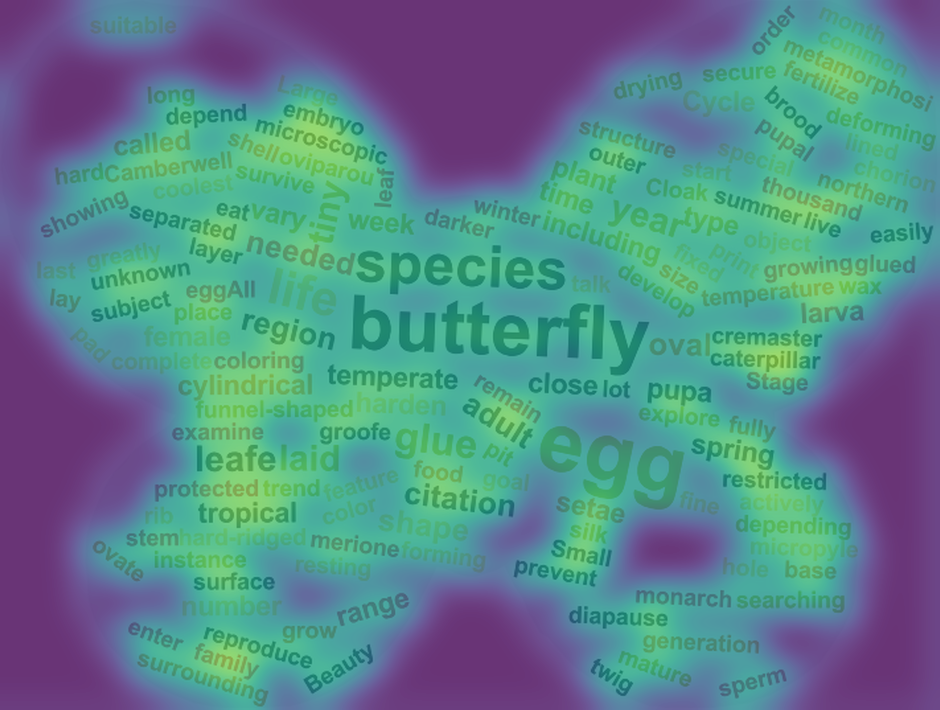 suitable
order
month
common
metamorphosi
drying
secure
fertilize
long
Large
Cycle
brood
depend
embryo
deforming
called
microscopic
structure
pupal
lined
shelloviparou
outer
special
hardCamberwell
survive
leaf
plant
start
chorion
coolest
tiny
time
Cloak
thousand
northern
showing
separated
eat
vary
week
darker
winter
year
type
summer
live
easily
layer
needed
species
including
object
last
greatly
unknown
life
talk
fixed
print
growing
glued
size
develop
lay
subject
eggAll
place
butterfly
temperature
wax
larva
pad
female
region
oval
cremaster
complete
coloring
caterpillar
cylindrical
temperate
remain
close
lot
pupa
Stage
funnel-shaped
harden
adult
explore
fully
examine
groofe
glue
pit
egg
spring
leafe
laid
food
goal
restricted
protected
trend
feature
citation
setae
fine
actively
rib
tropical
color
shape
silk
depending
stem
hard-ridged
merione
forming
Small
micropyle
ovate
instance
resting
prevent
hole
base
surface
number
range
monarch
searching
diapause
enter
reproduce
grow
generation
family
surrounding
Beauty
mature
twig
sperm